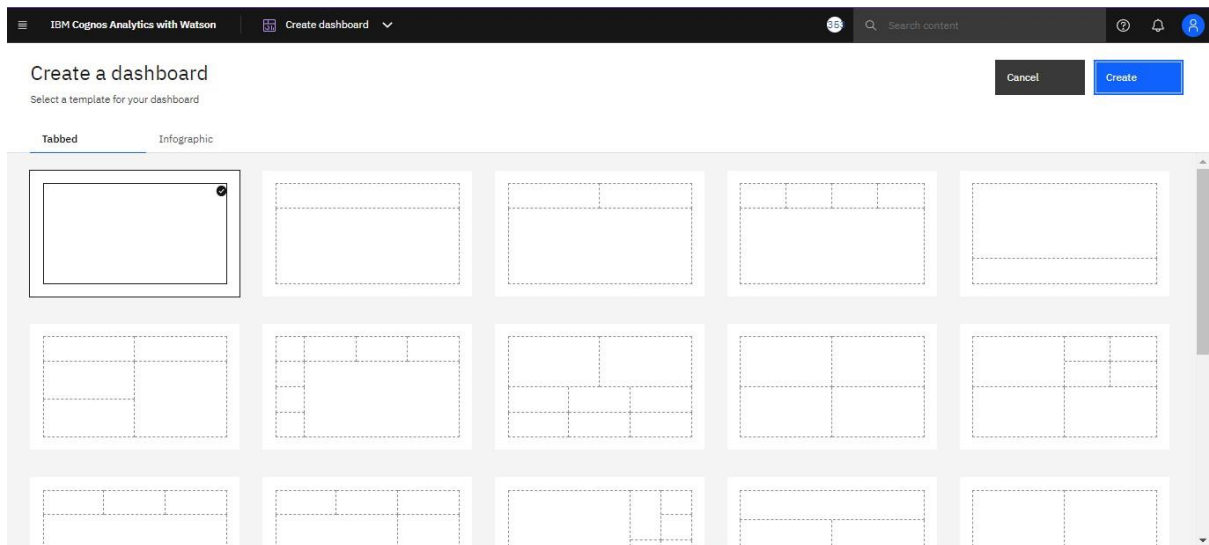 IBM Cognos Analytics with Watson
Create dashboard
Search content
Create a dashboard
Cancel
Create
Select a template for your dashboard
Tabbed
Infographic